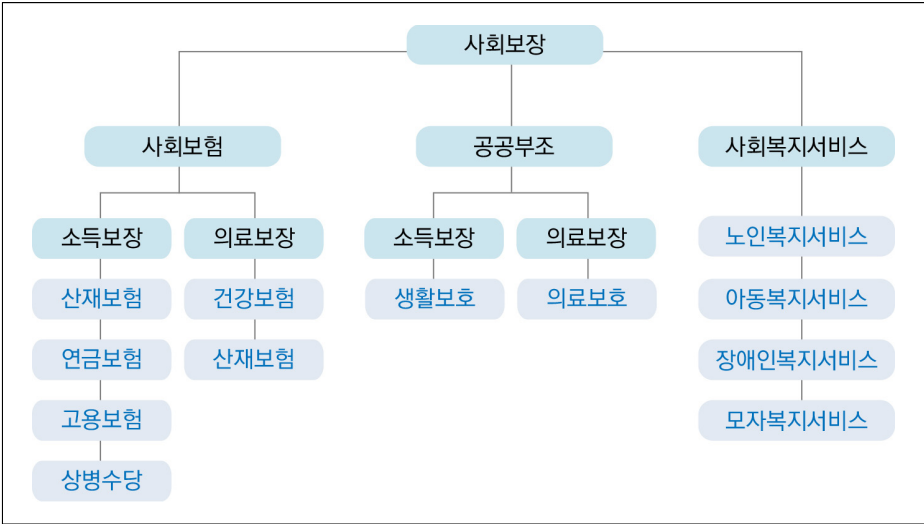 사회보장
사회보험
공공부조
사회복지서비스
소득보장
의료보장
소득보장
의료보장
노인복지서비스
산재보험
건강보험
생활보호
의료보호
아동복지서비스
연금보험
산재보험
장애인복지서비스
고용보험
모자복지서비스
상병수당